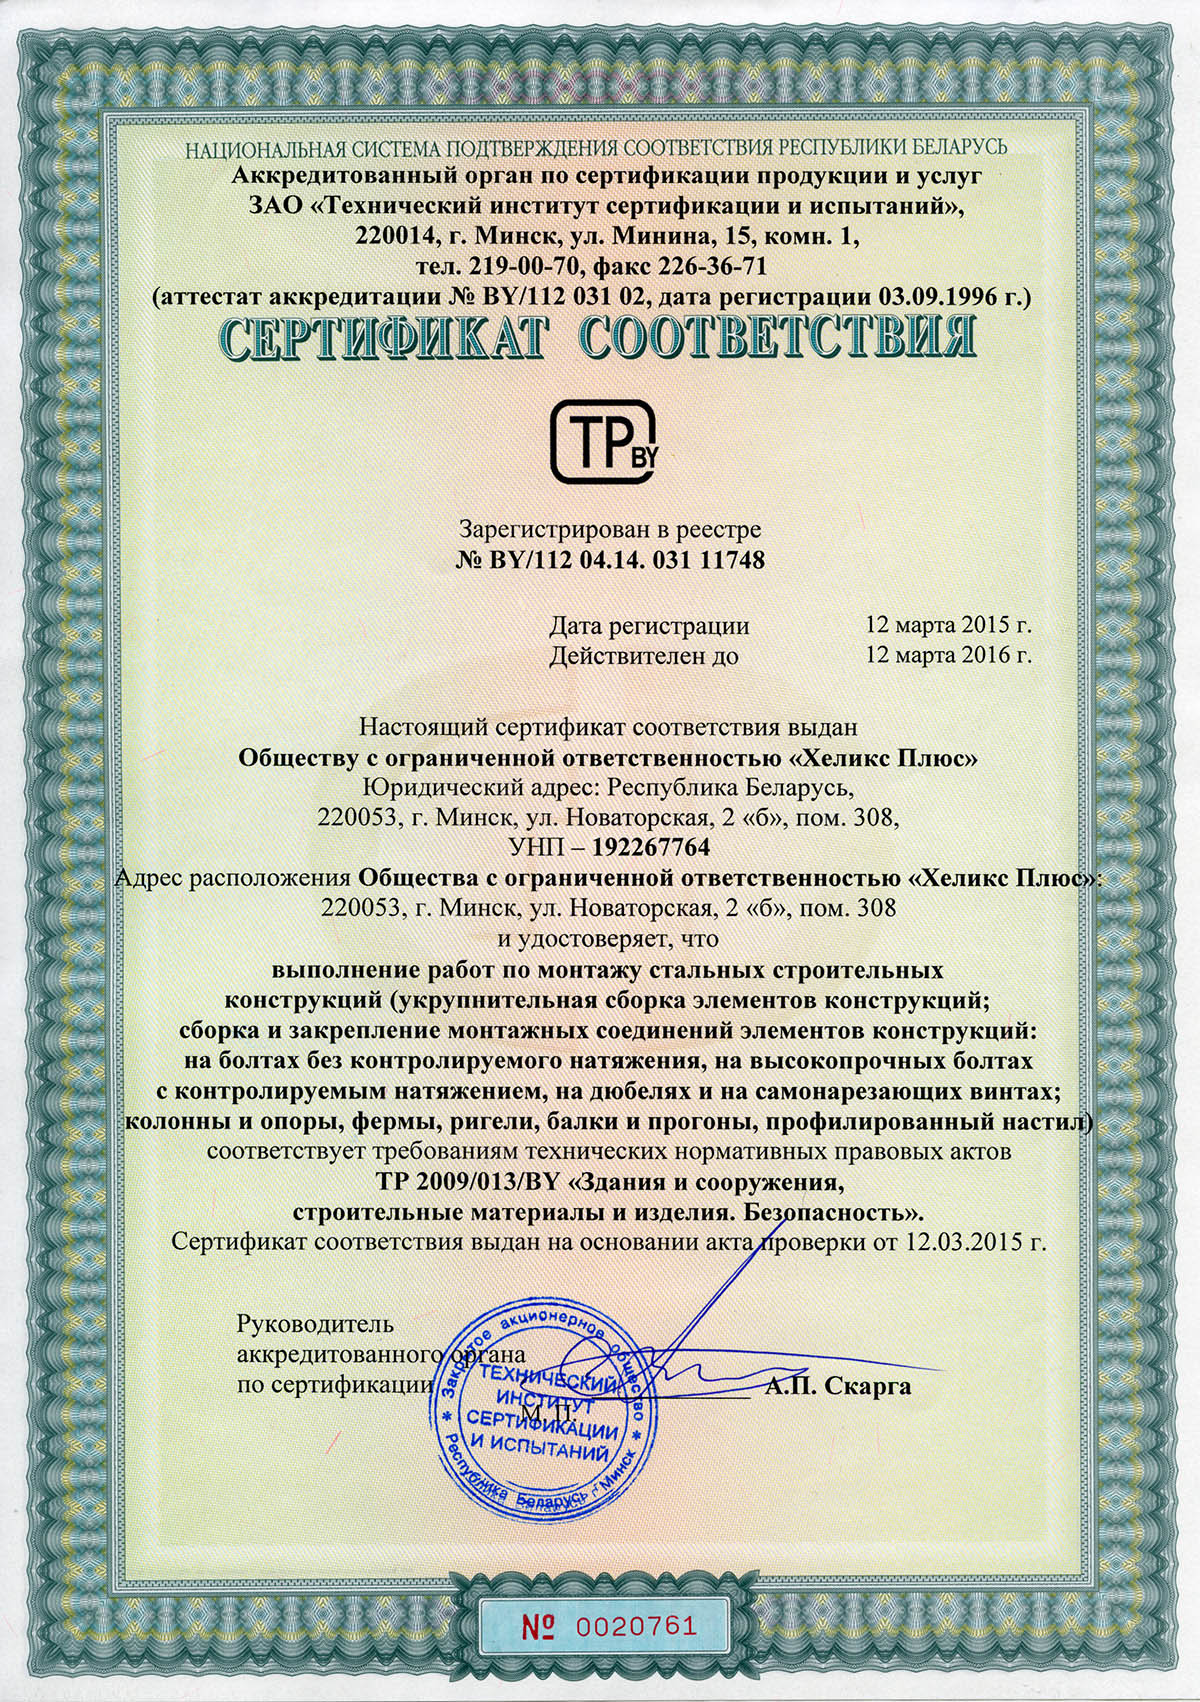 НАЦИОНАЛЬНАЯ СИСТЕМА ПОДТВЕРЖДЕНИЯ СООТВЕТСТВИЯ РЕСПУБЛИКИ БЕЛАРУСЬ
Аккредитованный орган по сертификации продукции и услуг
ЗАО «Технический институт сертификации и испытаний»,
220014, г. Минск, ул. Минина, 15, комн. 1,
тел. 219-00-70, факс 226-36-71
(аттестат аккредитации № BY/112 031 02, дата регистрации 03.09.1996 г.)
СЕРТИФИКАТ СООТВЕТСТВИЯ
ТР BY
Зарегистрирован в реестре
№ BY/112 04.14. 031 11748
Дата регистрации 12 марта 2015 г.
Действителен до 12 марта 2016 г.
Настоящий сертификат соответствия выдан
Обществу с ограниченной ответственностью «Хеликс Плюс»
Юридический адрес: Республика Беларусь,
220053, г. Минск, ул. Новаторская, 2 «б», пом. 308,
УНП – 192267764
Адрес расположения Общества с ограниченной ответственностью «Хеликс Плюс»:
220053, г. Минск, ул. Новаторская, 2 «б», пом. 308
и удостоверяет, что
выполнение работ по монтажу стальных строительных
конструкций (укрупнительная сборка элементов конструкций;
сборка и закрепление монтажных соединений элементов конструкций:
на болтах без контролируемого натяжения, на высокопрочных болтах
с контролируемым натяжением, на дюбелях и на самонарезающих винтах;
колонны и опоры, фермы, ригели, балки и прогоны, профилированный настил)
соответствует требованиям технических нормативных правовых актов
ТР 2009/013/BY «Здания и сооружения,
строительные материалы и изделия. Безопасность».
Сертификат соответствия выдан на основании акта проверки от 12.03.2015 г.
Руководитель
аккредитованного органа
по сертификации А.П. Скарга
М. П.
Закрытое акционерное общество
ТЕХНИЧЕСКИЙ
ИНСТИТУТ
СЕРТИФИКАЦИИ
И ИСПЫТАНИЙ
Республика Беларусь г. Минск
№ 0020761